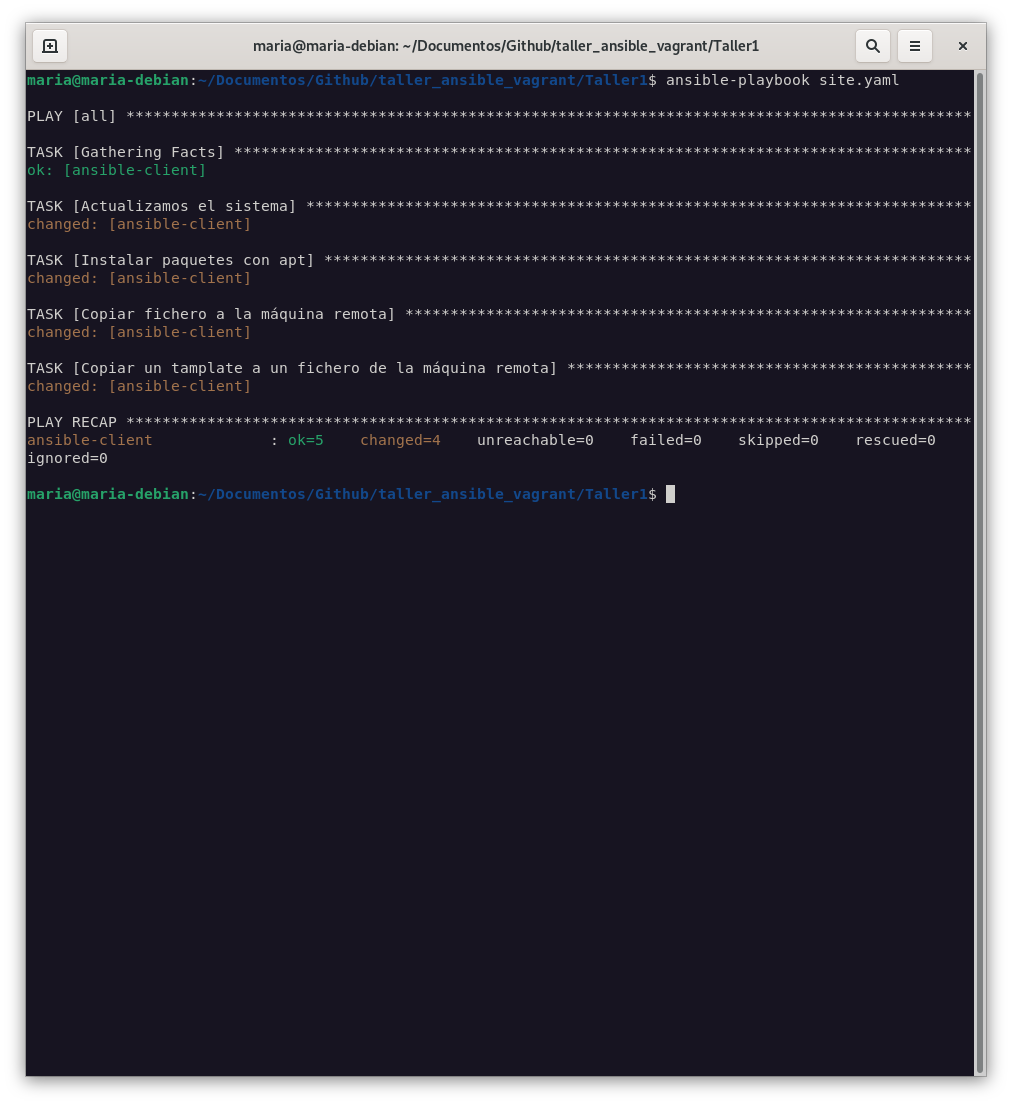 maria@maria-debian: ~/Documentos/Github/taller_ansible_vagrant/Taller1
maria@maria-debian:~/Documentos/Github/taller_ansible_vagrant/Taller1$ ansible-playbook site.yaml
PLAY [all] **********************************************************************************************
TASK [Gathering Facts] **********************************************************************************
ok: [ansible-client]
TASK [Actualizamos el sistema] **************************************************************************
changed: [ansible-client]
TASK [Instalar paquetes con apt] ************************************************************************
changed: [ansible-client]
TASK [Copiar fichero a la máquina remota] ***************************************************************
changed: [ansible-client]
TASK [Copiar un tamplate a un fichero de la máquina remota] *********************************************
changed: [ansible-client]
PLAY RECAP **********************************************************************************************
ansible-client             : ok=5    changed=4    unreachable=0    failed=0    skipped=0    rescued=0
ignored=0
maria@maria-debian:~/Documentos/Github/taller_ansible_vagrant/Taller1$